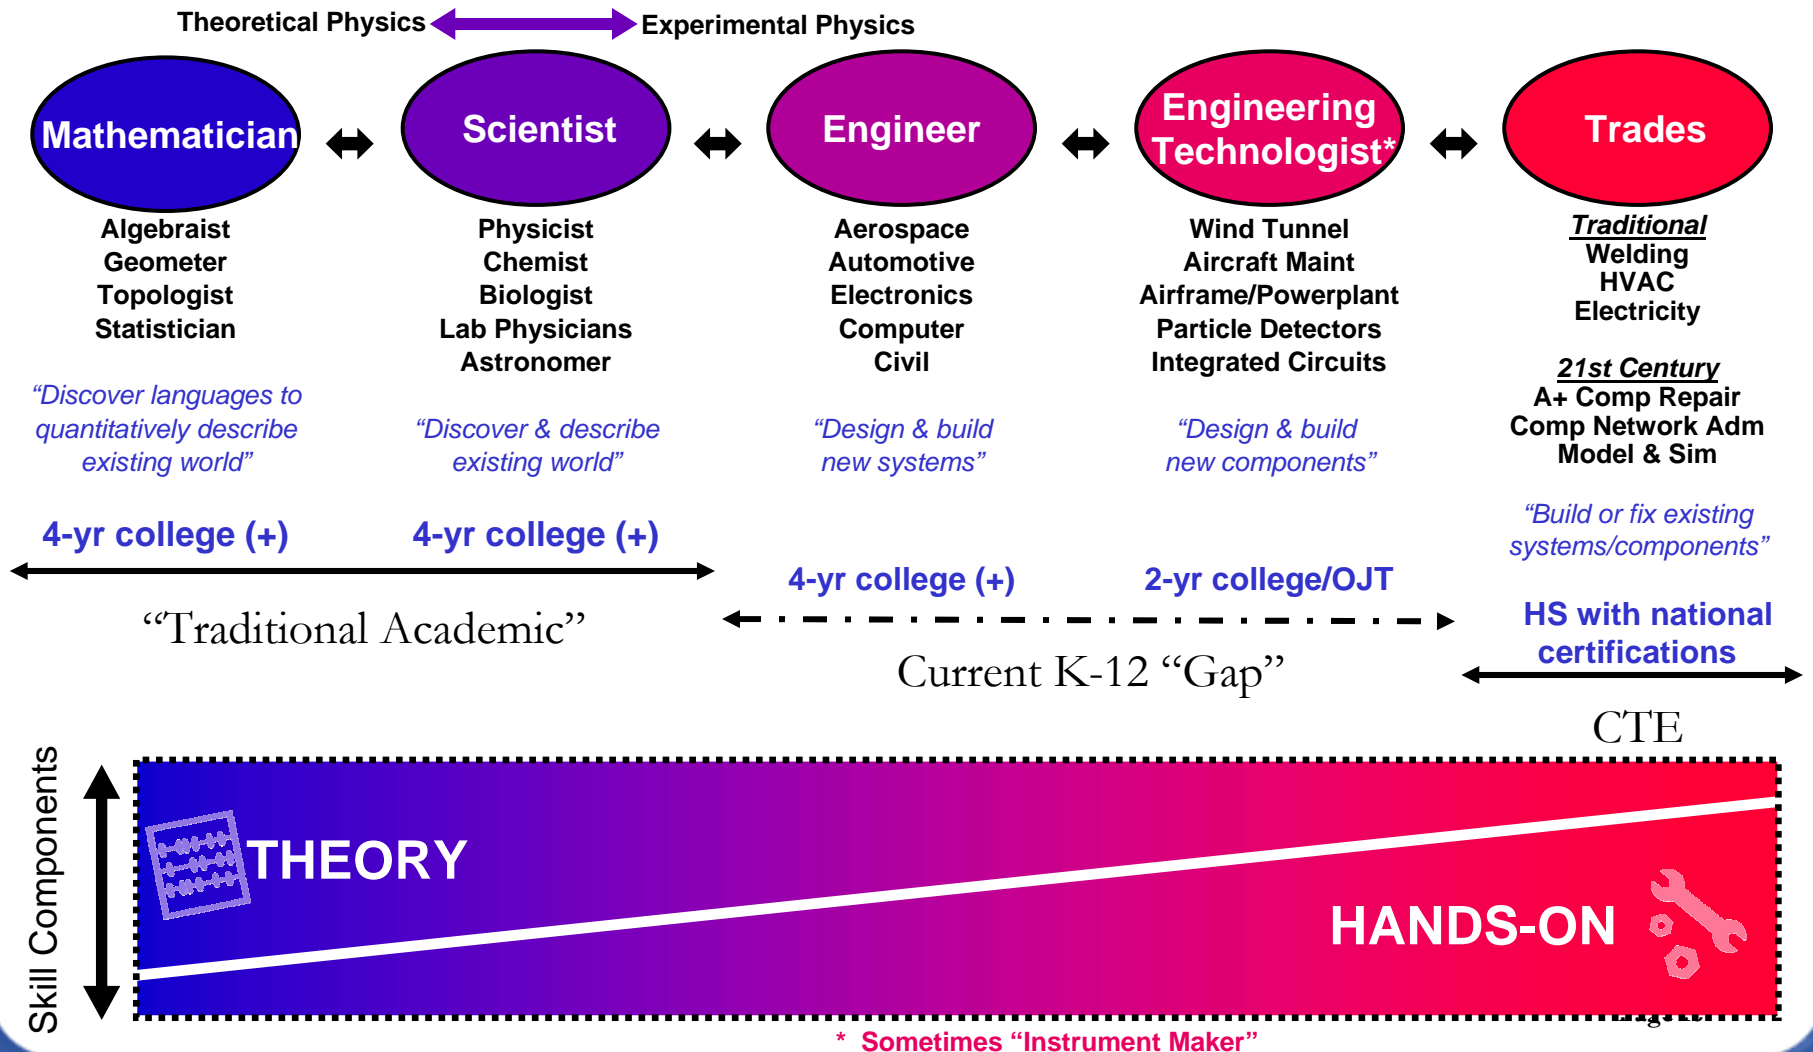 Theoretical Physics
Experimental Physics
Mathematician
Scientist
Engineer
Engineering
Technologist*
Trades
Algebraist
Geometer
Topologist
Statistician
Physicist
Chemist
Biologist
Lab Physicians
Astronomer
Aerospace
Automotive
Electronics
Computer
Civil
Wind Tunnel
Aircraft Maint
Airframe/Powerplant
Particle Detectors
Integrated Circuits
Traditional
Welding
HVAC
Electricity
21st Century
A+ Comp Repair
Comp Network Adm
Model & Sim
“Discover languages to
quantitatively describe
existing world”
“Discover & describe
existing world”
“Design & build
new systems”
“Design & build
new components”
“Build or fix existing
systems/components”
4-yr college (+)
4-yr college (+)
4-yr college (+)
2-yr college/OJT
HS with national
certifications
“Traditional Academic”
Current K-12 “Gap”
CTE
Skill Components
THEORY
HANDS-ON
* Sometimes “Instrument Maker”